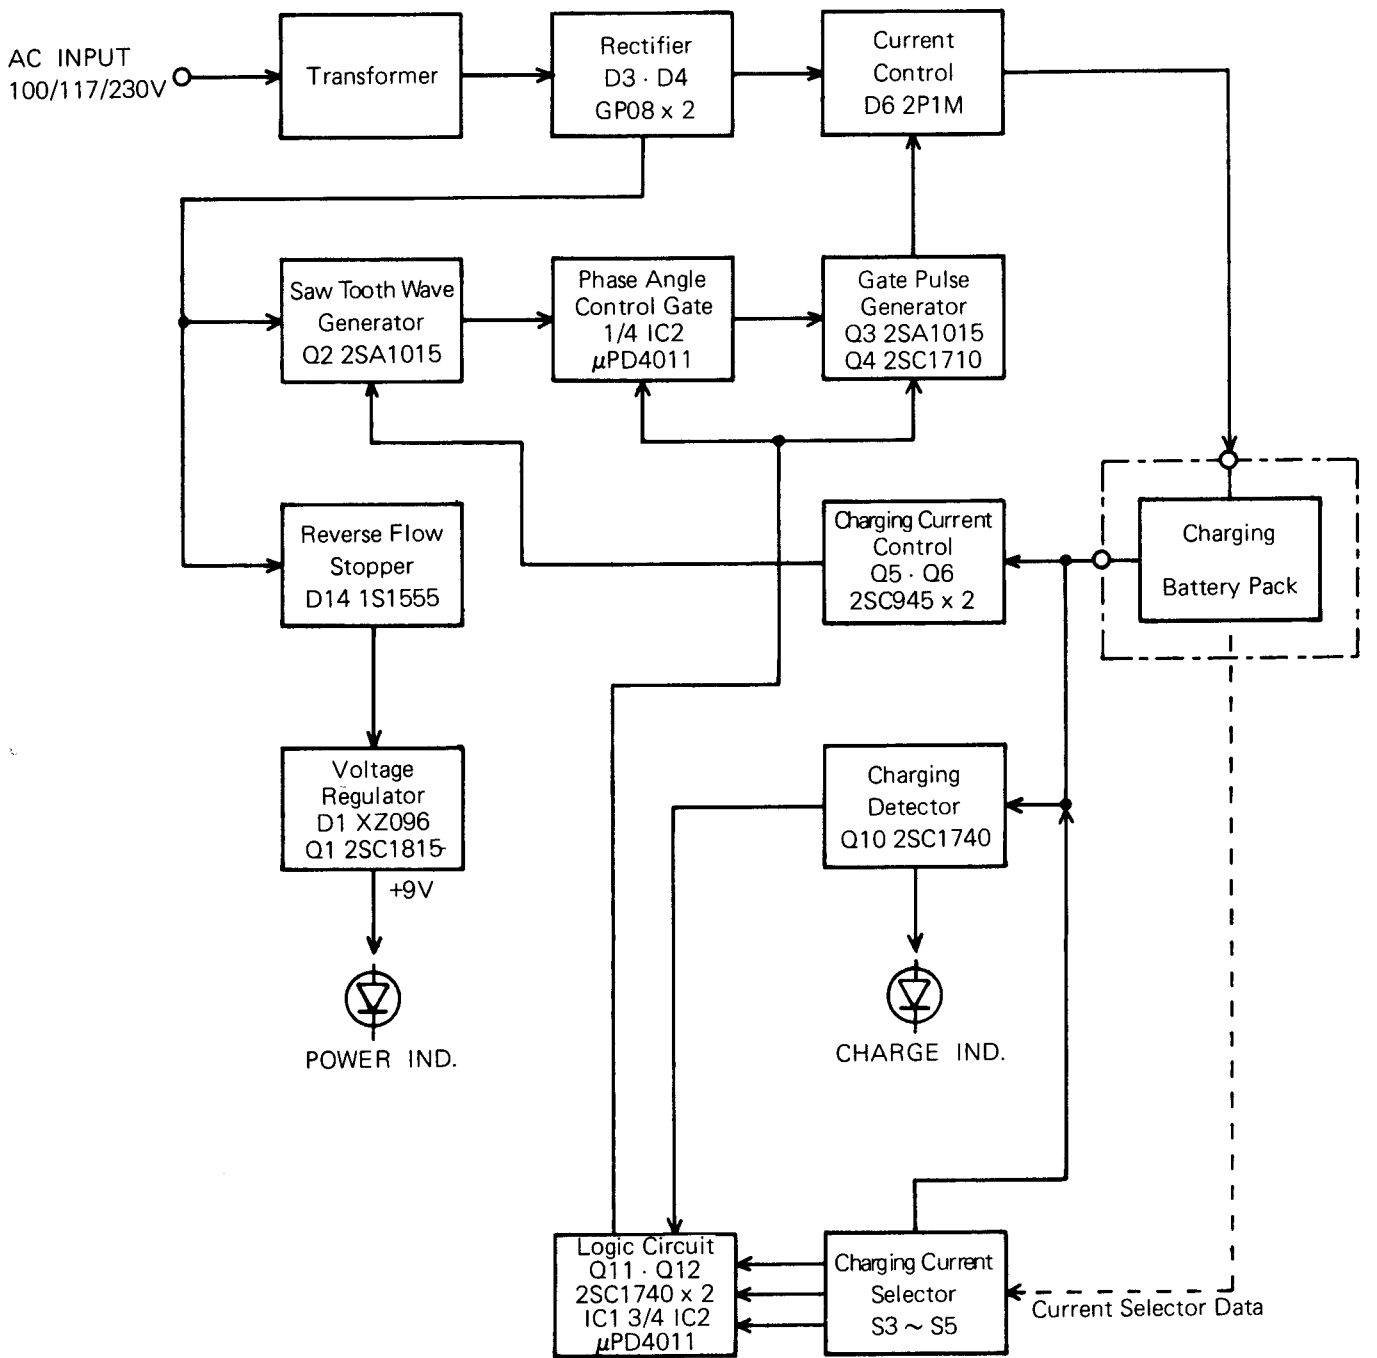 AC INPUT
100/117/230V
Transformer
Rectifier
D3 · D4
GP08 x 2
Current
Control
D6 2P1M
Saw Tooth Wave
Generator
Q2 2SA1015
Phase Angle
Control Gate
1/4 IC2
µPD4011
Gate Pulse
Generator
Q3 2SA1015
Q4 2SC1710
Reverse Flow
Stopper
D14 1S1555
Charging Current
Control
Q5 · Q6
2SC945 x 2
Charging
Battery Pack
Voltage
Regulator
D1 XZ096
Q1 2SC1815
+9V
POWER IND.
Charging
Detector
Q10 2SC1740
CHARGE IND.
Logic Circuit
Q11 · Q12
2SC1740 x 2
IC1 3/4 IC2
µPD4011
Charging Current
Selector
S3 ~ S5
Current Selector Data